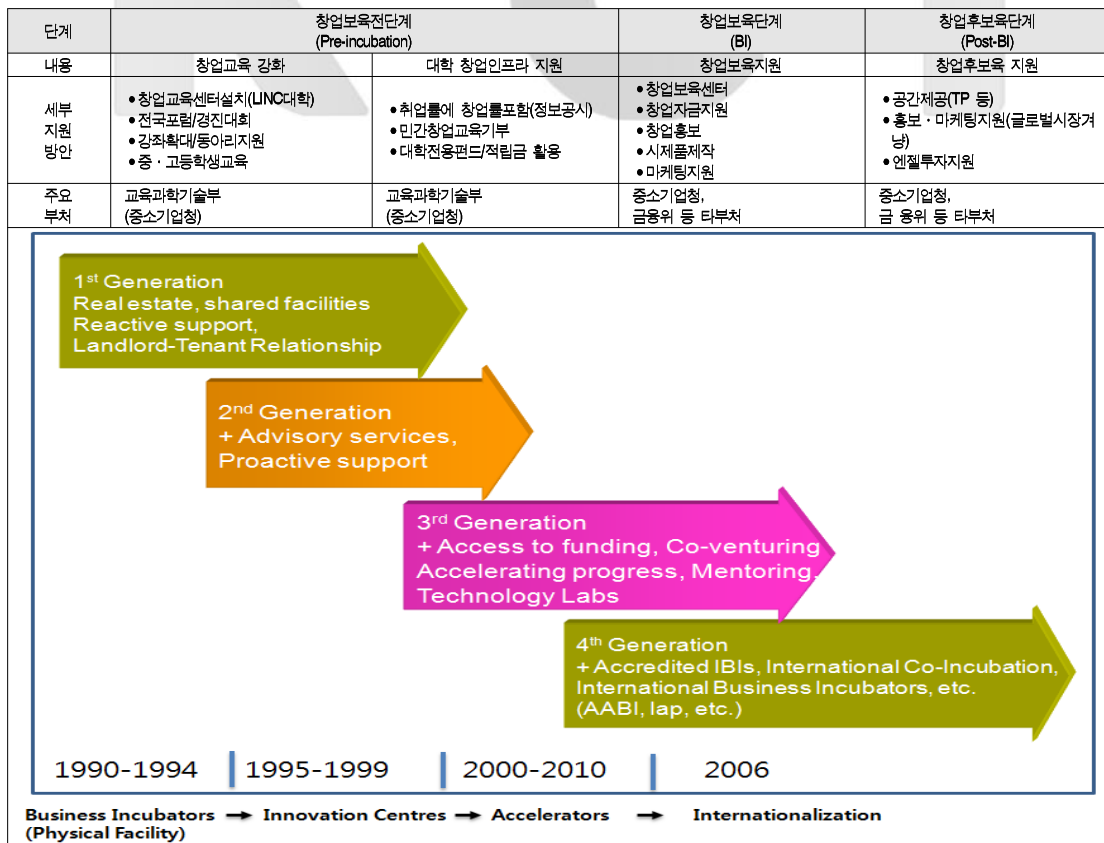 단계
창업보육전단계
(Pre-incubation)
창업보육단계
(BI)
창업후보육단계
(Post-BI)
내용
창업교육 강화
대학 창업인프라 지원
창업보육지원
창업후보육 지원
세부
지원
방안
•창업교육센터설치(LINC대학)
•전국포럼/경진대회
•강좌확대/동아리지원
•중・고등학생교육
•취업률에 창업률포함(정보공시)
•민간창업교육기부
•대학전용펀드/적립금 활용
•창업보육센터
•창업자금지원
•창업홍보
•시제품제작
•마케팅지원
•공간제공(TP 등)
•홍보・마케팅지원(글로벌시장겨
냥)
•엔젤투자지원
주요
부처
교육과학기술부
(중소기업청)
교육과학기술부
(중소기업청)
중소기업청,
금융위 등 타부처
중소기업청,
금 융위 등 타부처
1st Generation
Real estate, shared facilities
Reactive support,
Landlord-Tenant Relationship
2nd Generation
+ Advisory services,
Proactive support
3rd Generation
+ Access to funding, Co-venturing
Accelerating progress, Mentoring,
Technology Labs
4th Generation
+ Accredited IBIs, International Co-Incubation,
International Business Incubators, etc.
(AABI, Iap, etc.)
1990-1994 1995-1999 2000-2010 2006
Business Incubators → Innovation Centres → Accelerators → Internationalization
(Physical Facility)